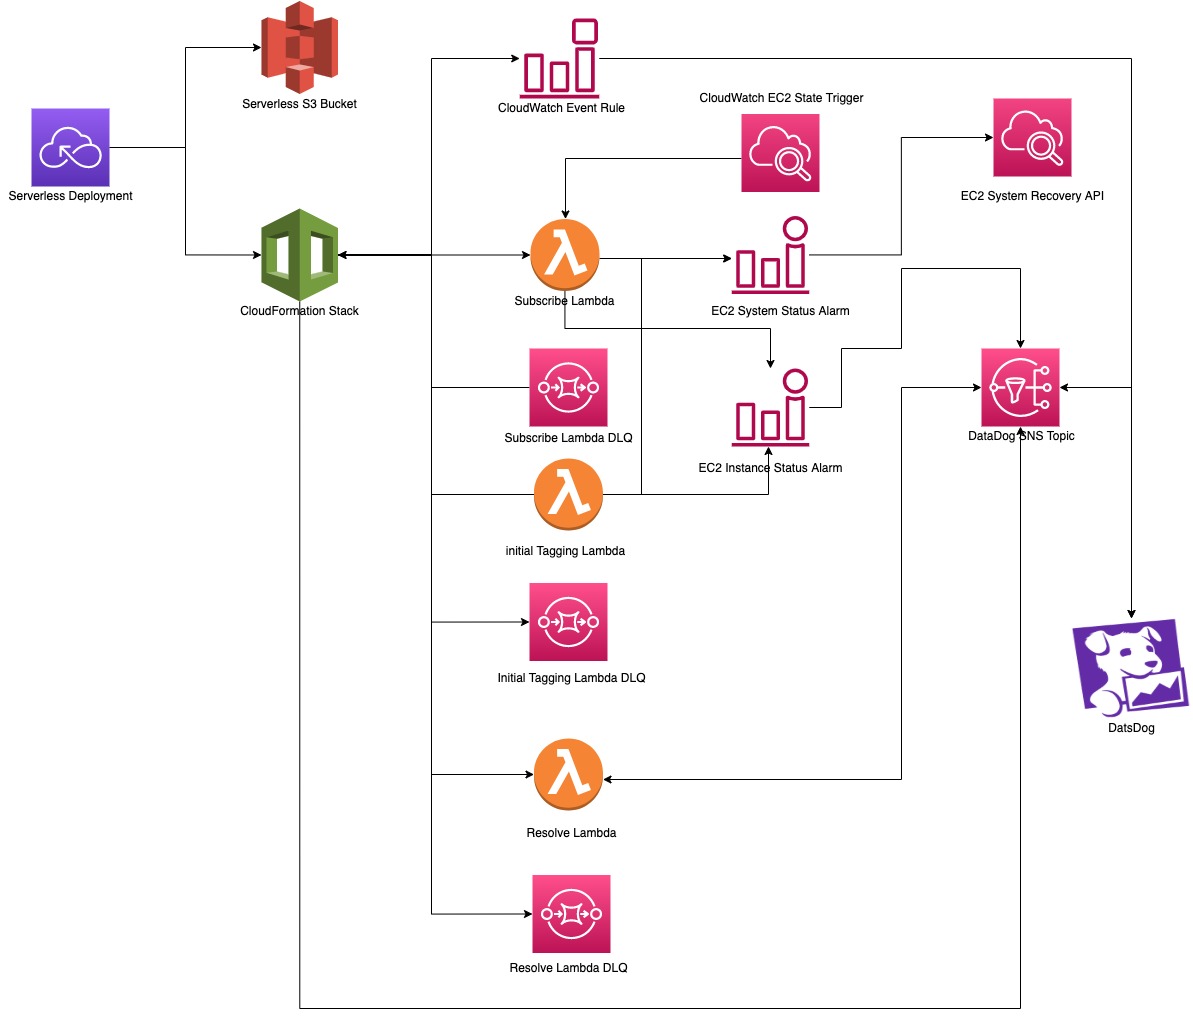 Serverless S3 Bucket
CloudWatch Event Rule
CloudWatch EC2 State Trigger
Serverless Deployment
EC2 System Recovery API
CloudFormation Stack
Subscribe Lambda
EC2 System Status Alarm
Subscribe Lambda DLQ
DataDog SNS Topic
EC2 Instance Status Alarm
initial Tagging Lambda
Initial Tagging Lambda DLQ
DatsDog
Resolve Lambda
Resolve Lambda DLQ